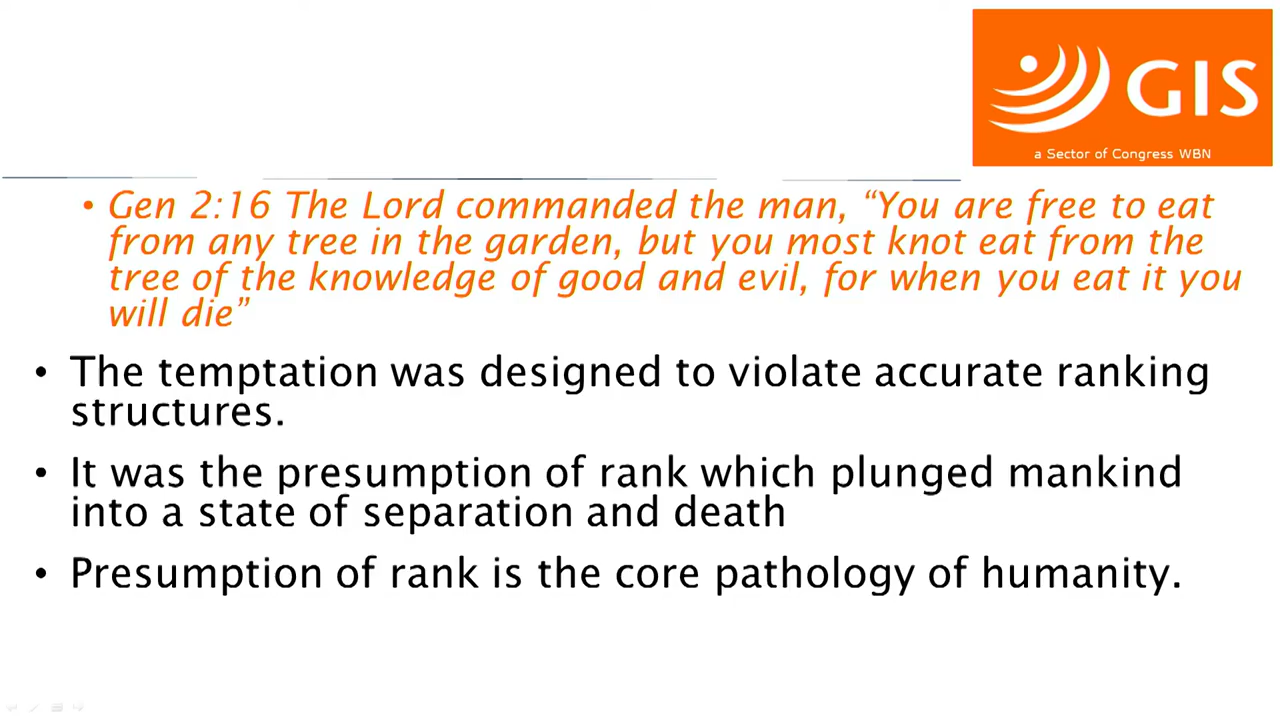 GIS
a Sector of Congress WBN
• Gen 2:16 The Lord commanded the man, “You are free to eat
from any tree in the garden, but you most knot eat from the
tree of the knowledge of good and evil, for when you eat it you
will die”
• The temptation was designed to violate accurate ranking
structures.
• It was the presumption of rank which plunged mankind
into a state of separation and death
• Presumption of rank is the core pathology of humanity.